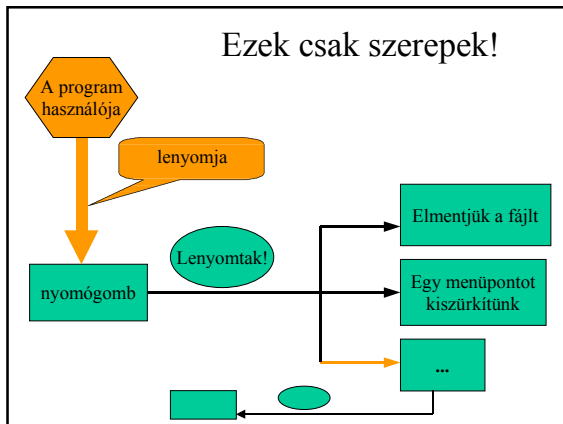 Ezek csak szerepek!
A program
használója
lenyomja
Lenyomtak!
nyomógomb
Elmentjük a fájlt
Egy menüpontot
kiszürkítünk
...